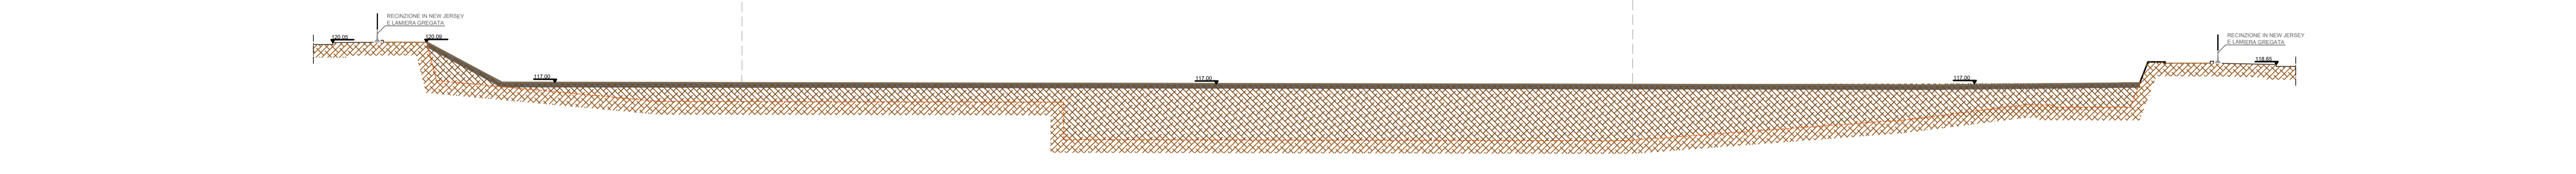 RECINZIONE IN NEW JERSEY
E LAMIERA GREGATA
120.05
120.09
117.00
117.00
117.00
RECINZIONE IN NEW JERSEY
E LAMIERA GREGATA
118.65